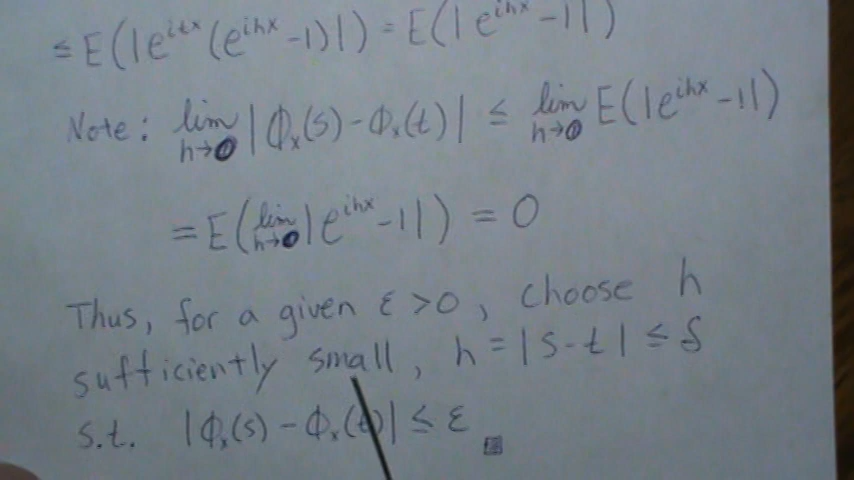 ≤ E(|e^{itx}(e^{ihx} -1)|) = E(|e^{ihx} -1|)
Note: lim_{h→0} |Φ_x(s) - Φ_x(t)| ≤ lim_{h→0} E(|e^{ihx} -1|)
= E(lim_{h→0} |e^{ihx} -1|) = 0
Thus, for a given ε > 0, choose h
sufficiently small, h = |s-t| ≤ δ
s.t. |Φ_x(s) - Φ_x(t)| ≤ ε